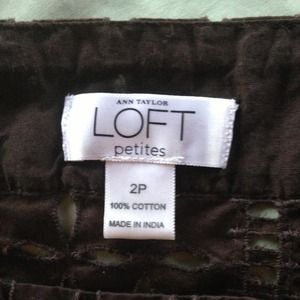 ANN TAYLOR
LOFT
petites
2P
100% COTTON
MADE IN INDIA